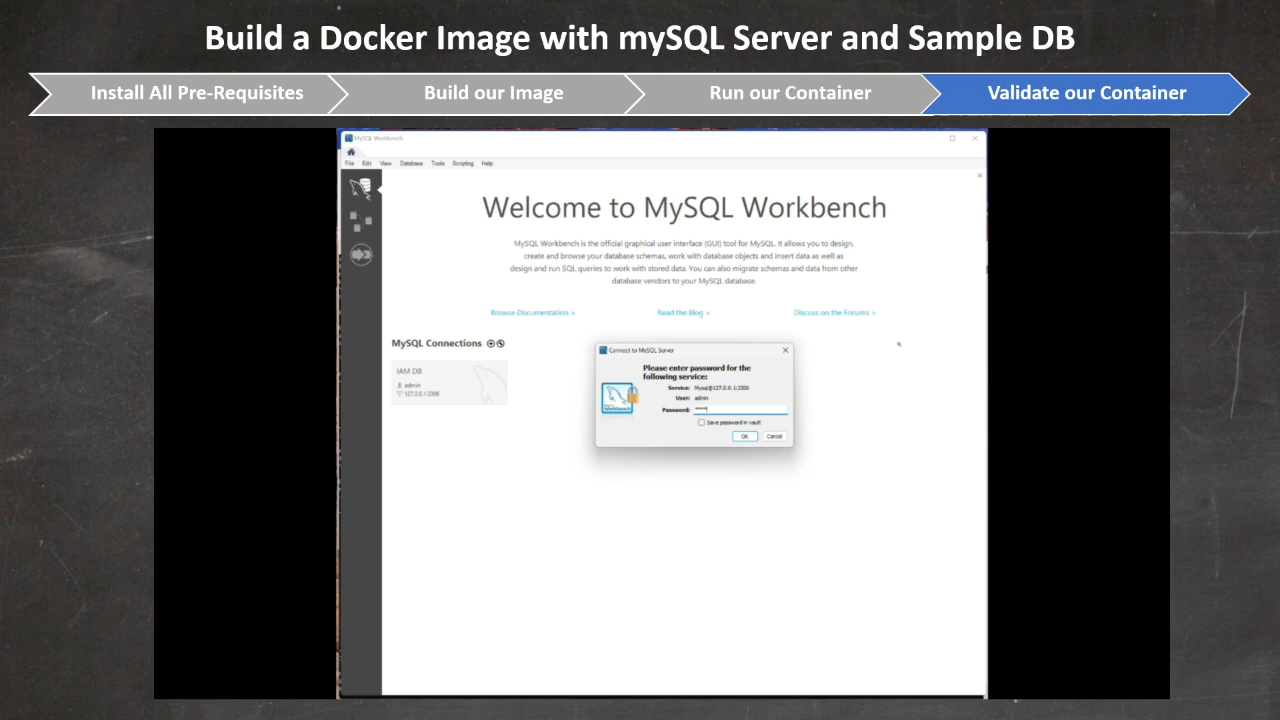 Build a Docker Image with mySQL Server and Sample DB
Install All Pre-Requisites
Build our Image
Run our Container
Validate our Container
MySQL Workbench
File Edit View Database Tools Scripting Help
Welcome to MySQL Workbench
MySQL Workbench is the official graphical user interface (GUI) tool for MySQL. It allows you to design,
create and browse your database schemas, work with database objects and insert data as well as
design and run SQL queries to work with stored data. You can also migrate schemas and data from other
database vendors to your MySQL database.
Browse Documentation >
Read the Blog >
Discuss on the Forums >
MySQL Connections
IAM DB
admin
127.0.0.1:3306
Connect to MySQL Server
Please enter password for the
following service:
Service: Mysql@127.0.0.1:3306
User: admin
Password: ****
Workbench
Save password in vault
OK
Cancel